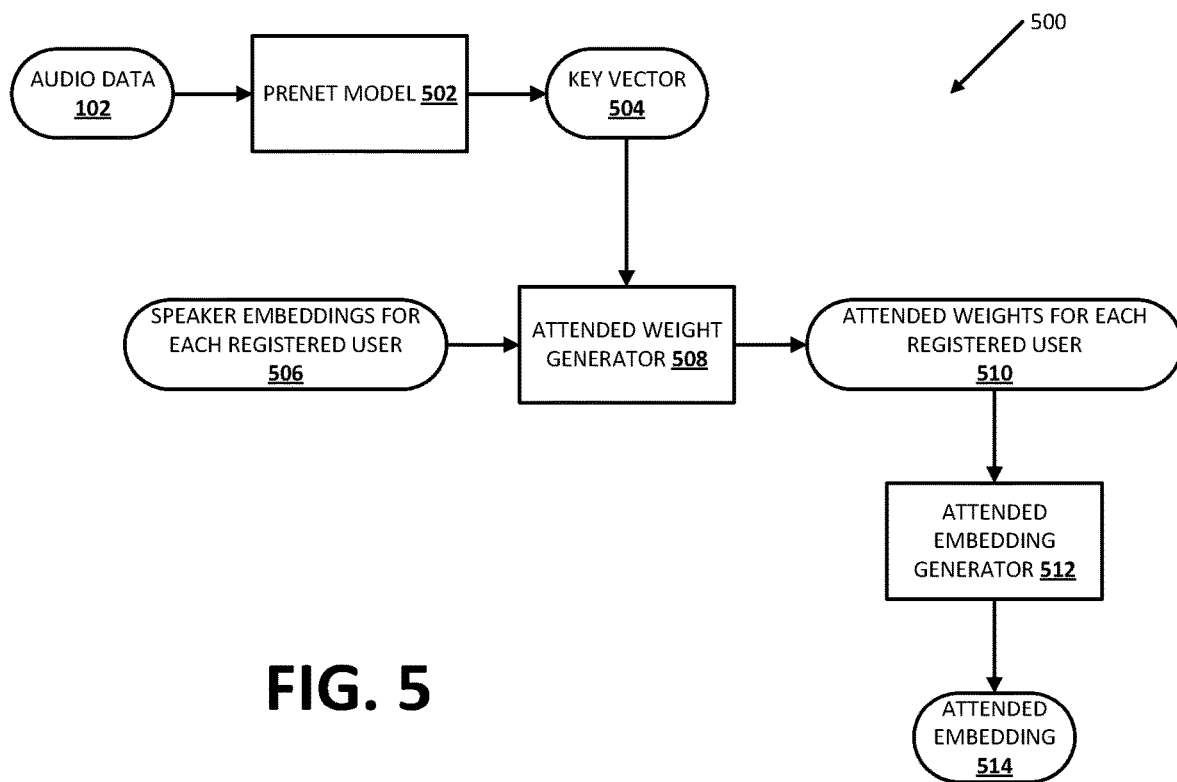 500
AUDIO DATA
102
PRENET MODEL 502
KEY VECTOR
504
SPEAKER EMBEDDINGS FOR
EACH REGISTERED USER
506
ATTENDED WEIGHT
GENERATOR 508
ATTENDED WEIGHTS FOR EACH
REGISTERED USER
510
ATTENDED
EMBEDDING
GENERATOR 512
ATTENDED
EMBEDDING
514
FIG. 5